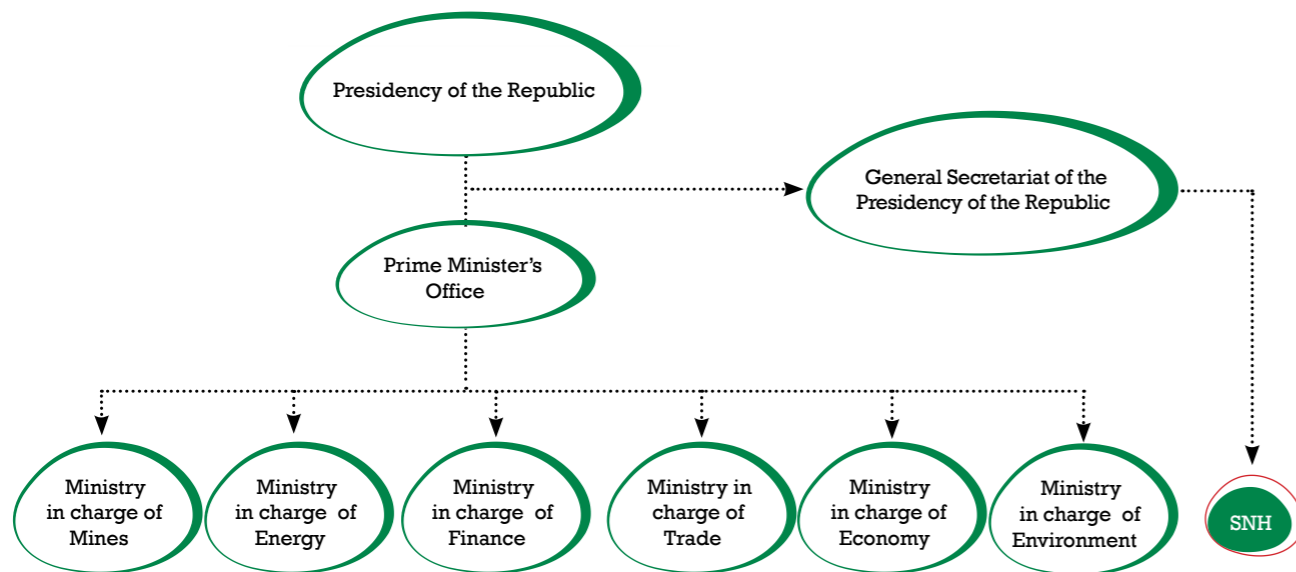 Presidency of the Republic
General Secretariat of the
Presidency of the Republic
Prime Minister's
Office
Ministry
in charge of
Mines
Ministry
in charge of
Energy
Ministry
in charge of
Finance
Ministry in
charge of
Trade
Ministry
in charge of
Economy
Ministry
in charge of
Environment
SNH